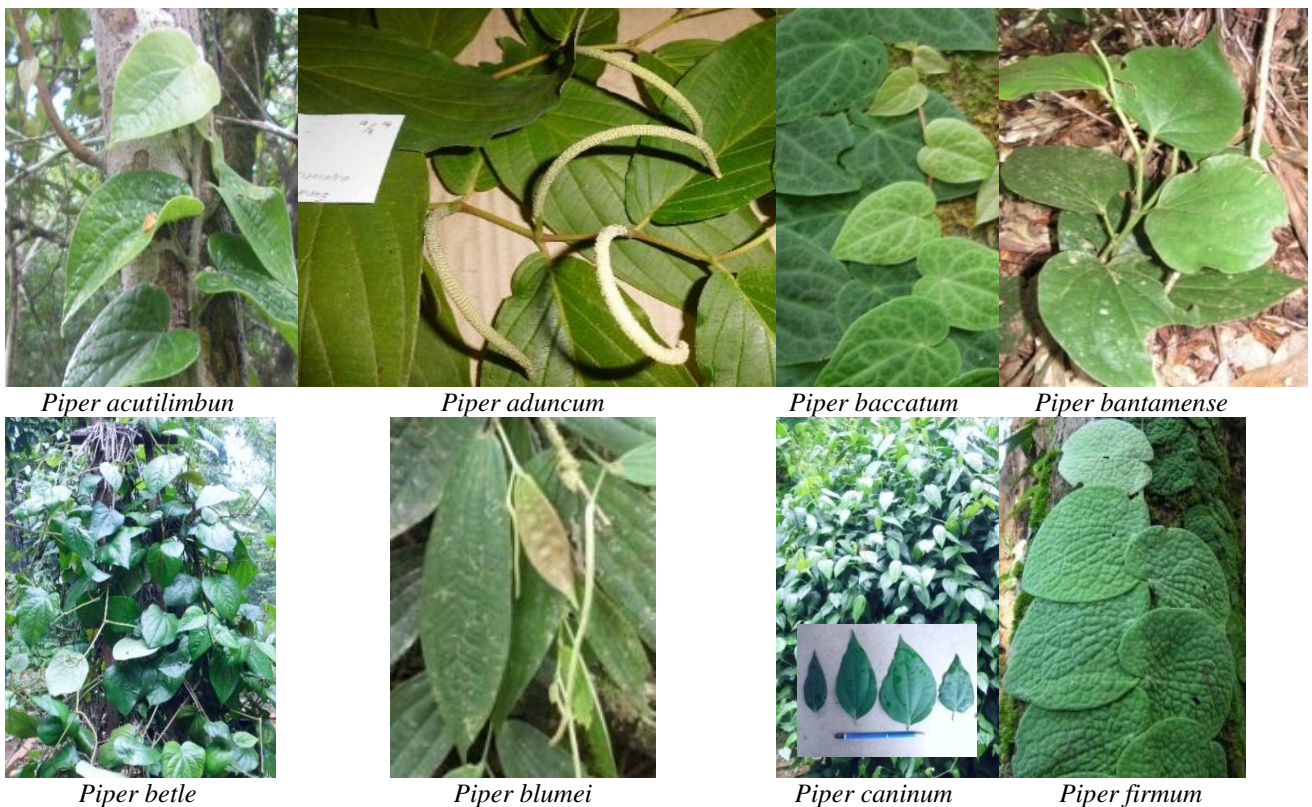 Piper acutilimbun
Piper aduncum
Piper baccatum
Piper bantamense
Piper betle
Piper blumei
Piper caninum
Piper firmum